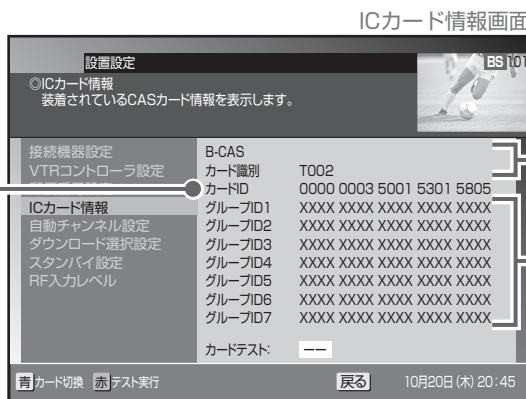 ICカード情報画面
設置設定
BS 101
◎ICカード情報
装着されているCASカード情報を表示します。
接続機器設定
VTRコントローラ設定
ICカード情報
自動チャンネル設定
ダウンロード選択設定
スタンバイ設定
RF入力レベル
B-CAS
カード識別 T002
カードID 0000 0003 5001 5301 5805
グループID1 XXXX XXXX XXXX XXXX XXXX
グループID2 XXXX XXXX XXXX XXXX XXXX
グループID3 XXXX XXXX XXXX XXXX XXXX
グループID4 XXXX XXXX XXXX XXXX XXXX
グループID5 XXXX XXXX XXXX XXXX XXXX
グループID6 XXXX XXXX XXXX XXXX XXXX
グループID7 XXXX XXXX XXXX XXXX XXXX
カードテスト: −−
青 カード切換 赤 テスト実行 戻る 10月20日(木)20:45